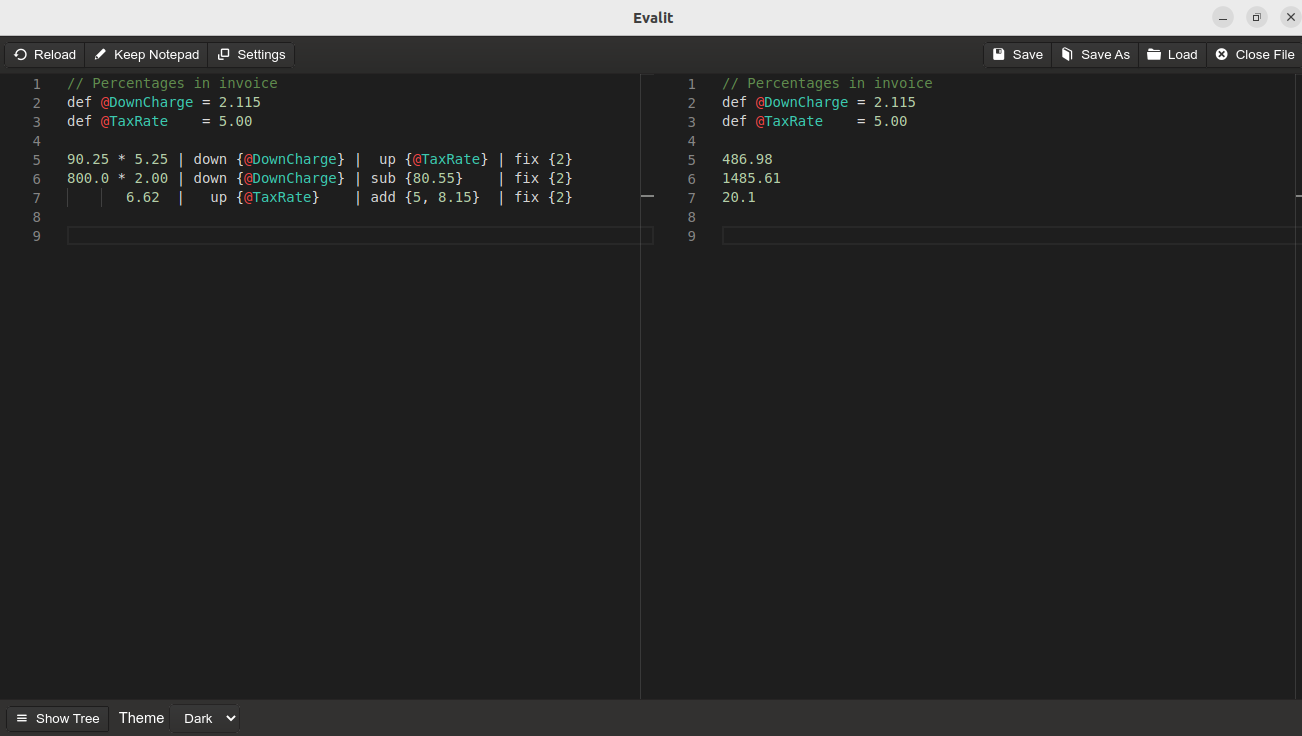 Evalit
Reload Keep Notepad Settings Save Save As Load Close File
1 // Percentages in invoice
2 def @DownCharge = 2.115
3 def @TaxRate    = 5.00
4
5 90.25 * 5.25 | down {@DownCharge} |  up {@TaxRate} | fix {2}
6 800.0 * 2.00 | down {@DownCharge} | sub {80.55}    | fix {2}
7        6.62  |   up {@TaxRate}    | add {5, 8.15}  | fix {2}
8
9
1 // Percentages in invoice
2 def @DownCharge = 2.115
3 def @TaxRate    = 5.00
4
5 486.98
6 1485.61
7 20.1
8
9
Show Tree Theme Dark